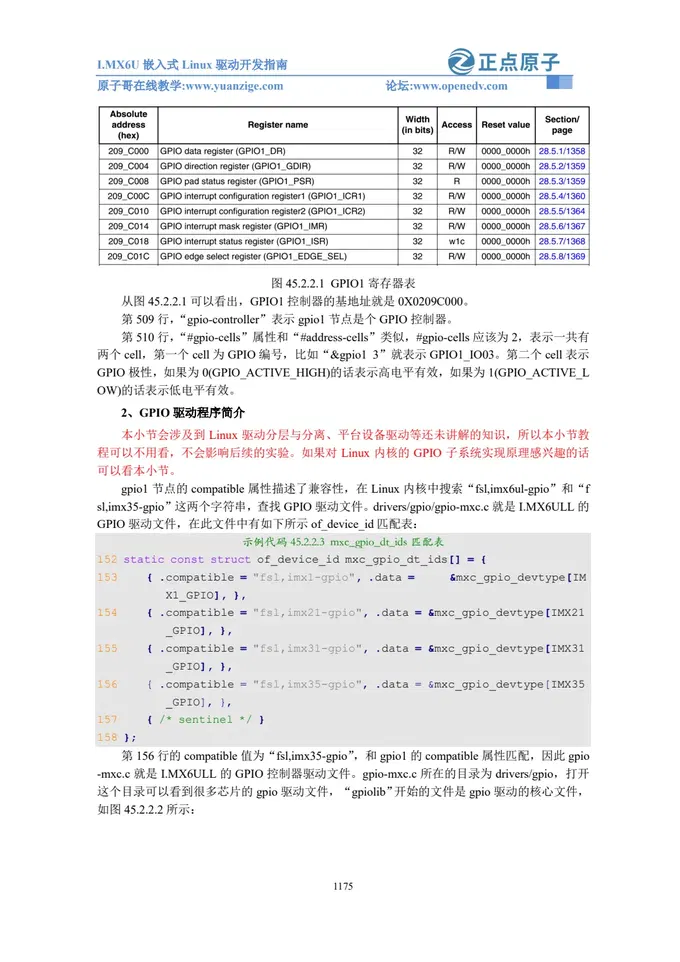 I.MX6U 嵌入式 Linux 驱动开发指南
正点原子
原子哥在线教学:www.yuanzige.com 论坛:www.openedv.com
Absolute address (hex) Register name Width (in bits) Access Reset value Section/ page
209_C000 GPIO data register (GPIO1_DR) 32 R/W 0000_0000h 28.5.1/1358
209_C004 GPIO direction register (GPIO1_GDIR) 32 R/W 0000_0000h 28.5.2/1359
209_C008 GPIO pad status register (GPIO1_PSR) 32 R 0000_0000h 28.5.3/1359
209_C00C GPIO interrupt configuration register1 (GPIO1_ICR1) 32 R/W 0000_0000h 28.5.4/1360
209_C010 GPIO interrupt configuration register2 (GPIO1_ICR2) 32 R/W 0000_0000h 28.5.5/1364
209_C014 GPIO interrupt mask register (GPIO1_IMR) 32 R/W 0000_0000h 28.5.6/1367
209_C018 GPIO interrupt status register (GPIO1_ISR) 32 w1c 0000_0000h 28.5.7/1368
209_C01C GPIO edge select register (GPIO1_EDGE_SEL) 32 R/W 0000_0000h 28.5.8/1369
图 45.2.2.1 GPIO1 寄存器表
从图 45.2.2.1 可以看出，GPIO1 控制器的基地址就是 0X0209C000。
第 509 行，“gpio-controller”表示 gpio1 节点是个 GPIO 控制器。
第 510 行，“#gpio-cells”属性和“#address-cells”类似，#gpio-cells 应该为 2，表示一共有
两个 cell，第一个 cell 为 GPIO 编号，比如“&gpio1 3”就表示 GPIO1_IO03。第二个 cell 表示
GPIO 极性，如果为 0(GPIO_ACTIVE_HIGH)的话表示高电平有效，如果为 1(GPIO_ACTIVE_L
OW)的话表示低电平有效。
2、GPIO 驱动程序简介
本小节会涉及到 Linux 驱动分层与分离、平台设备驱动等还未讲解的知识，所以本小节教
程可以不用看，不会影响后续的实验。如果对 Linux 内核的 GPIO 子系统实现原理感兴趣的话
可以看本小节。
gpio1 节点的 compatible 属性描述了兼容性，在 Linux 内核中搜索“fsl,imx6ul-gpio”和“f
sl,imx35-gpio”这两个字符串，查找 GPIO 驱动文件。drivers/gpio/gpio-mxc.c 就是 I.MX6ULL 的
GPIO 驱动文件，在此文件中有如下所示 of_device_id 匹配表：
示例代码 45.2.2.3 mxc_gpio_dt_ids 匹配表
152 static const struct of_device_id mxc_gpio_dt_ids[] = {
153 { .compatible = "fsl,imx1-gpio", .data = &mxc_gpio_devtype[IM
X1_GPIO], },
154 { .compatible = "fsl,imx21-gpio", .data = &mxc_gpio_devtype[IMX21
_GPIO], },
155 { .compatible = "fsl,imx31-gpio", .data = &mxc_gpio_devtype[IMX31
_GPIO], },
156 { .compatible = "fsl,imx35-gpio", .data = &mxc_gpio_devtype[IMX35
_GPIO], },
157 { /* sentinel */ }
158 };
第 156 行的 compatible 值为“fsl,imx35-gpio”，和 gpio1 的 compatible 属性匹配，因此 gpio
-mxc.c 就是 I.MX6ULL 的 GPIO 控制器驱动文件。gpio-mxc.c 所在的目录为 drivers/gpio，打开
这个目录可以看到很多芯片的 gpio 驱动文件，“gpiolib”开始的文件是 gpio 驱动的核心文件，
如图 45.2.2.2 所示：
1175